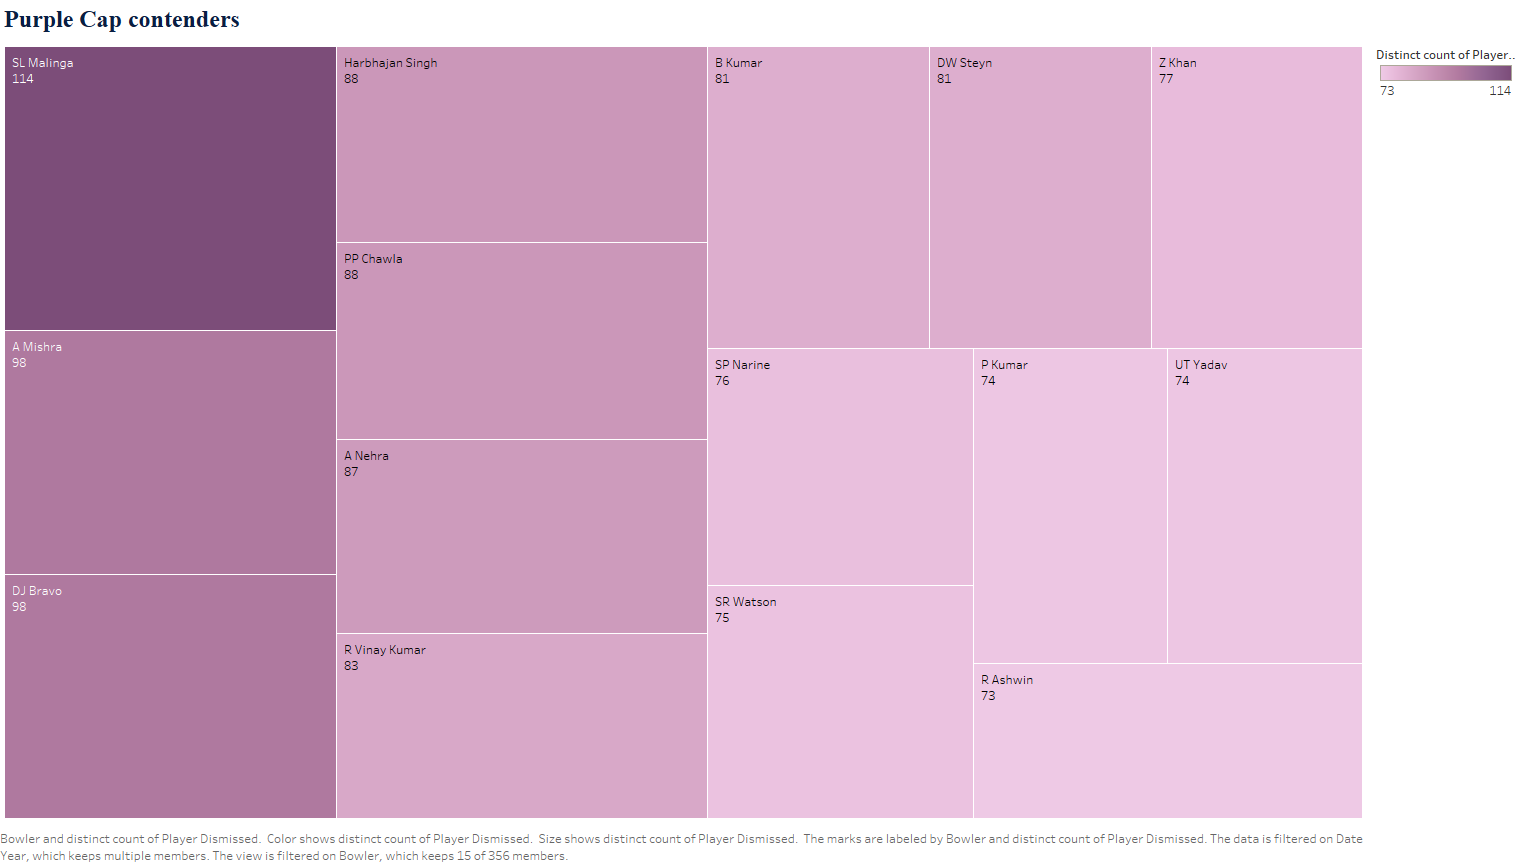 Purple Cap contenders
SL Malinga
114
A Mishra
98
DJ Bravo
98
Harbhajan Singh
88
PP Chawla
88
A Nehra
87
R Vinay Kumar
83
B Kumar
81
DW Steyn
81
Z Khan
77
SP Narine
76
SR Watson
75
P Kumar
74
UT Yadav
74
R Ashwin
73
Distinct count of Player..
73 114
Bowler and distinct count of Player Dismissed. Color shows distinct count of Player Dismissed. Size shows distinct count of Player Dismissed. The marks are labeled by Bowler and distinct count of Player Dismissed. The data is filtered on Date
Year, which keeps multiple members. The view is filtered on Bowler, which keeps 15 of 356 members.